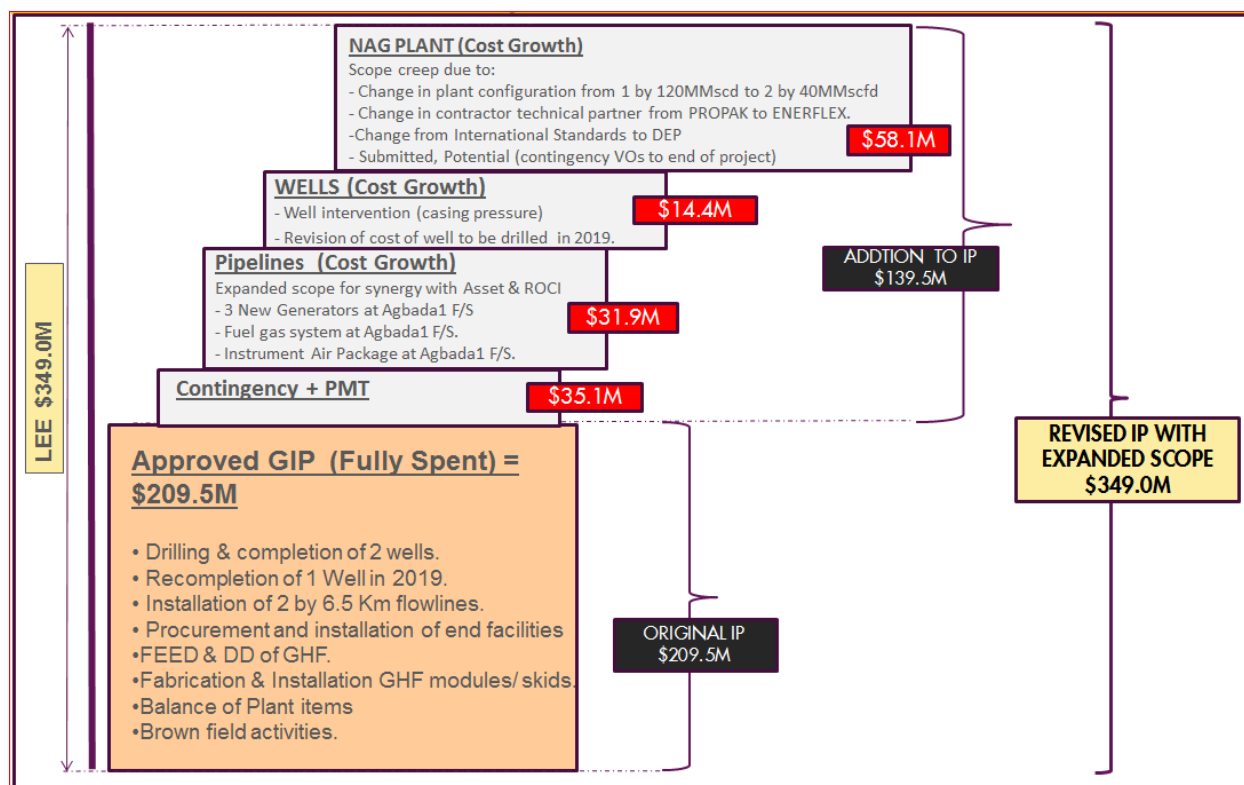 NAG PLANT (Cost Growth)
Scope creep due to:
- Change in plant configuration from 1 by 120MMscd to 2 by 40MMscfd
- Change in contractor technical partner from PROPAK to ENERFLEX.
-Change from International Standards to DEP
- Submitted, Potential (contingency VOs to end of project)
$58.1M
WELLS (Cost Growth)
- Well intervention (casing pressure)
- Revision of cost of well to be drilled in 2019.
$14.4M
Pipelines (Cost Growth)
Expanded scope for synergy with Asset & ROCI
- 3 New Generators at Agbada1 F/S
- Fuel gas system at Agbada1 F/S.
- Instrument Air Package at Agbada1 F/S.
$31.9M
Contingency + PMT
$35.1M
Approved GIP (Fully Spent) =
$209.5M
• Drilling & completion of 2 wells.
• Recompletion of 1 Well in 2019.
• Installation of 2 by 6.5 Km flowlines.
• Procurement and installation of end facilities
•FEED & DD of GHF.
•Fabrication & Installation GHF modules/ skids.
•Balance of Plant items
•Brown field activities.
LEE $349.0M
ADDTION TO IP
$139.5M
ORIGINAL IP
$209.5M
REVISED IP WITH
EXPANDED SCOPE
$349.0M